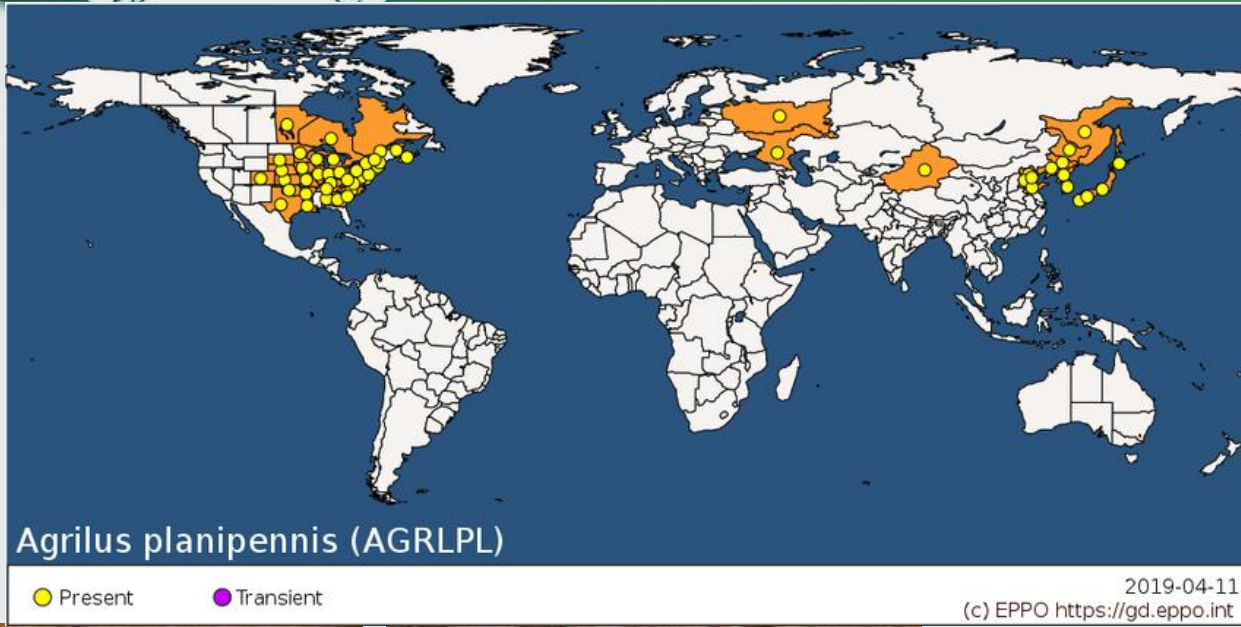 Agrilus planipennis (AGRLPL)
Present
Transient
2019-04-11
(c) EPPO https://gd.eppo.int